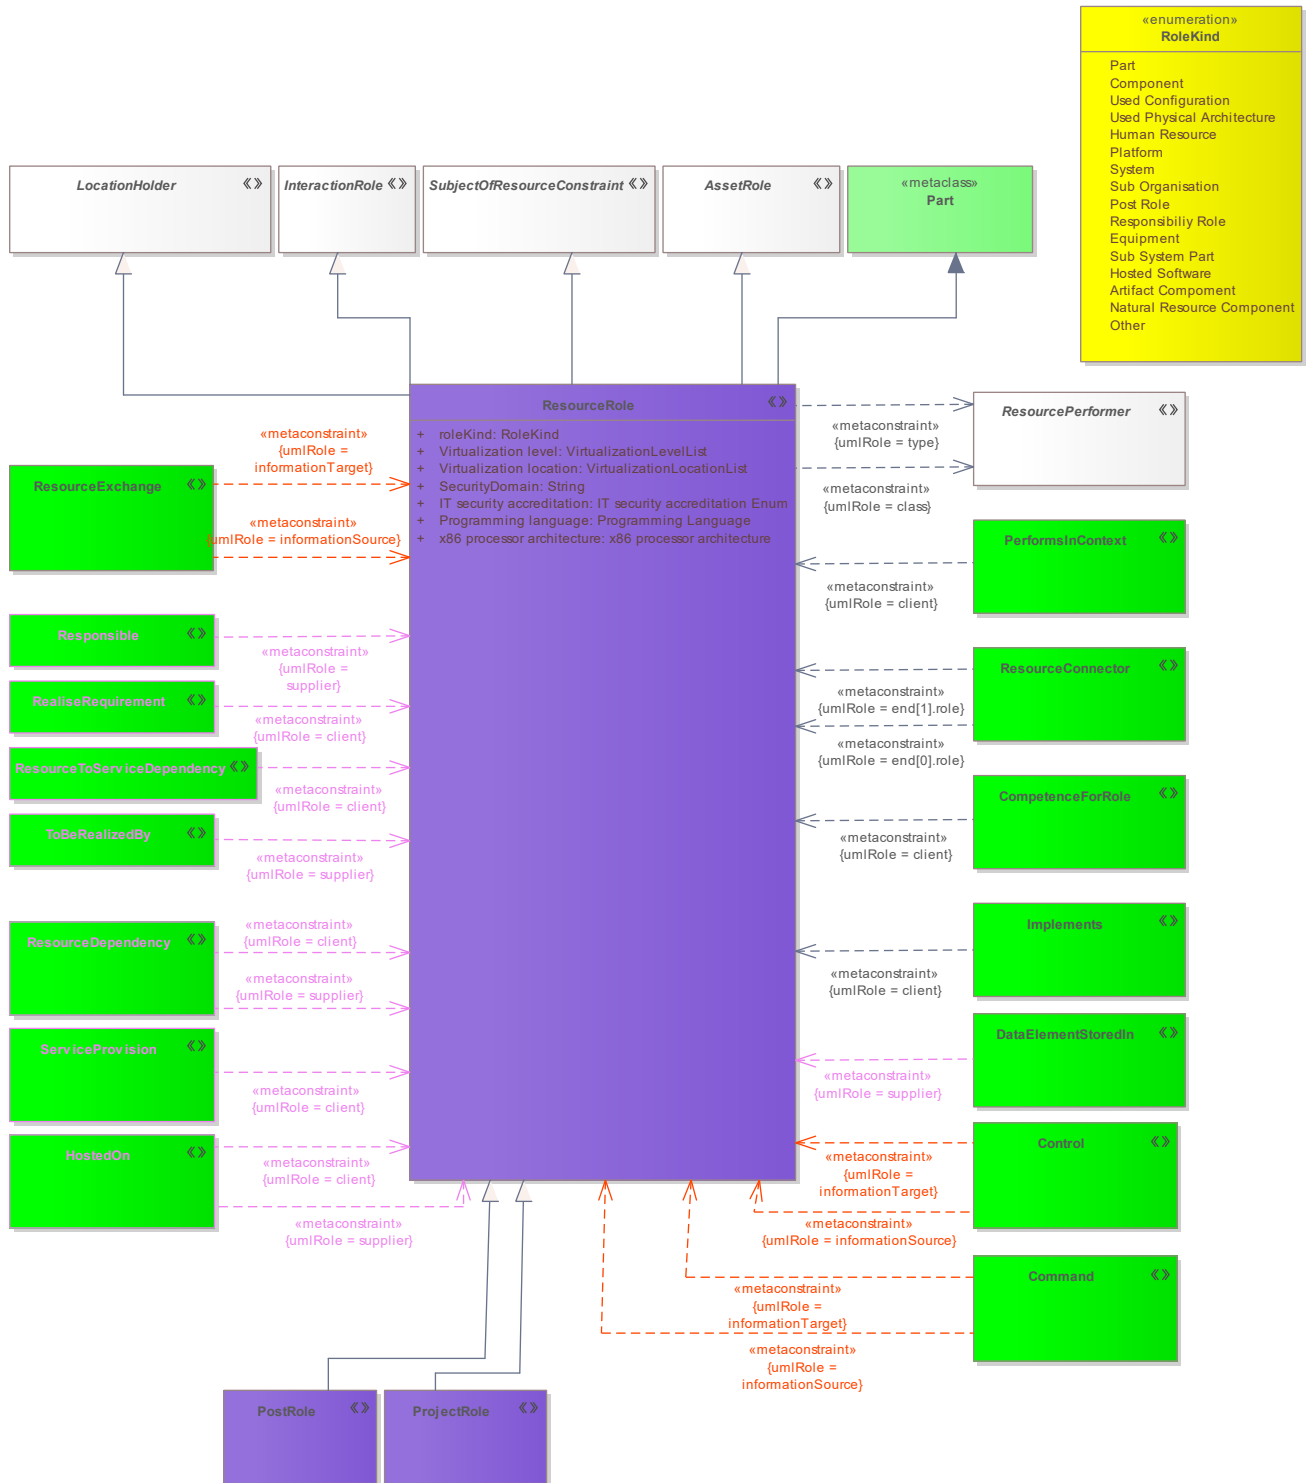 «enumeration»
RoleKind
Part
Component
Used Configuration
Used Physical Architecture
Human Resource
Platform
System
Sub Organisation
Post Role
Responsibiliy Role
Equipment
Sub System Part
Hosted Software
Artifact Compoment
Natural Resource Component
Other
LocationHolder
InteractionRole
SubjectOfResourceConstraint
AssetRole
«metaclass»
Part
ResourceRole
+ roleKind: RoleKind
+ Virtualization level: VirtualizationLevelList
+ Virtualization location: VirtualizationLocationList
+ SecurityDomain: String
+ IT security accreditation: IT security accreditation Enum
+ Programming language: Programming Language
+ x86 processor architecture: x86 processor architecture
ResourcePerformer
«metaconstraint»
{umlRole = type}
«metaconstraint»
{umlRole = class}
«metaconstraint»
{umlRole =
informationTarget}
ResourceExchange
«metaconstraint»
{umlRole = informationSource}
PerformsInContext
«metaconstraint»
{umlRole = client}
Responsible
«metaconstraint»
{umlRole =
supplier}
ResourceConnector
«metaconstraint»
{umlRole = end[1].role}
«metaconstraint»
{umlRole = end[0].role}
RealiseRequirement
«metaconstraint»
{umlRole = client}
ResourceToServiceDependency
«metaconstraint»
{umlRole = client}
CompetenceForRole
«metaconstraint»
{umlRole = client}
ToBeRealizedBy
«metaconstraint»
{umlRole = supplier}
ResourceDependency
«metaconstraint»
{umlRole = client}
«metaconstraint»
{umlRole = supplier}
Implements
«metaconstraint»
{umlRole = client}
ServiceProvision
«metaconstraint»
{umlRole = client}
DataElementStoredIn
«metaconstraint»
{umlRole = supplier}
HostedOn
«metaconstraint»
{umlRole = client}
«metaconstraint»
{umlRole = supplier}
Control
«metaconstraint»
{umlRole =
informationTarget}
«metaconstraint»
{umlRole = informationSource}
Command
«metaconstraint»
{umlRole =
informationTarget}
«metaconstraint»
{umlRole =
informationSource}
PostRole
ProjectRole